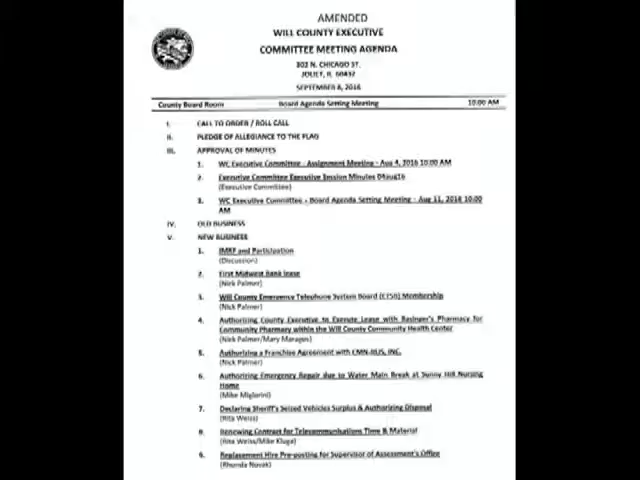 AMENDED
WILL COUNTY EXECUTIVE
COMMITTEE MEETING AGENDA
302 N. CHICAGO ST.
JOLIET, IL 60432
SEPTEMBER 8, 2016
County Board Room Board Agenda Setting Meeting 10:00 AM
I. CALL TO ORDER / ROLL CALL
II. PLEDGE OF ALLEGIANCE TO THE FLAG
III. APPROVAL OF MINUTES
1. WC Executive Committee - Assignment Meeting - Aug 4, 2016 10:00 AM
2. Executive Committee Executive Session Minutes 04aug16
(Executive Committee)
3. WC Executive Committee - Board Agenda Setting Meeting - Aug 11, 2016 10:00
AM
IV. OLD BUSINESS
V. NEW BUSINESS
1. IMRF and Participation
(Discussion)
2. First Midwest Bank lease
(Nick Palmer)
3. Will County Emergency Telephone System Board (ETSB) Membership
(Nick Palmer)
4. Authorizing County Executive to Execute Lease with Pharmacy for
Community Pharmacy within the Will County Community Health Center
(Nick Palmer/Mary Maragos)
5. Authorizing a Franchise Agreement with CMN-RUS, INC.
(Nick Palmer)
6. Authorizing Emergency Repair due to Water Main Break at Sunny Hill Nursing
Home
(Mike Miglorini)
7. Declaring Sheriff's Seized Vehicles Surplus & Authorizing Disposal
(Rita Weiss)
8. Renewing Contract for Telecommunications Time & Material
(Rita Weiss/Mike Kluga)
9. Replacement Hire Pre-posting for Supervisor of Assessment's Office
(Rhonda Novak)